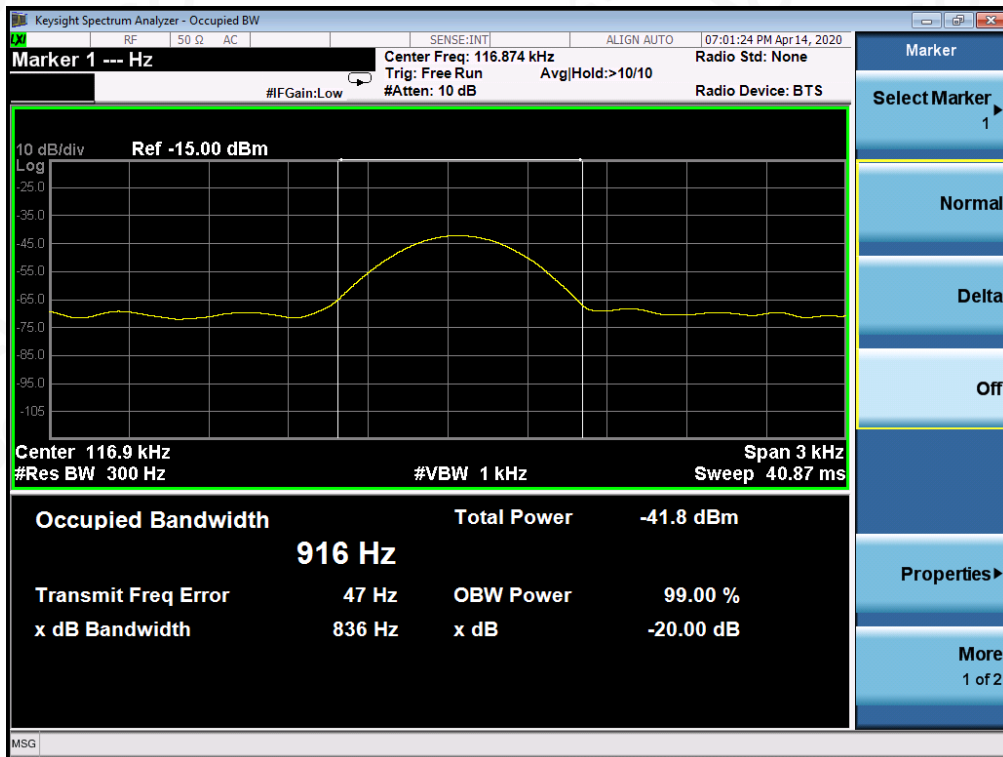 Keysight Spectrum Analyzer - Occupied BW
LXI RF 50 Ω AC SENSE:INT ALIGN AUTO 07:01:24 PM Apr 14, 2020
Marker 1 --- Hz
Center Freq: 116.874 kHz
Radio Std: None
Trig: Free Run Avg|Hold:>10/10
#IFGain:Low #Atten: 10 dB
Radio Device: BTS
10 dB/div Ref -15.00 dBm
Log
-25.0
-35.0
-45.0
-55.0
-65.0
-75.0
-85.0
-95.0
-105
Center 116.9 kHz Span 3 kHz
#Res BW 300 Hz #VBW 1 kHz Sweep 40.87 ms
Occupied Bandwidth Total Power -41.8 dBm
916 Hz
Transmit Freq Error 47 Hz OBW Power 99.00 %
x dB Bandwidth 836 Hz x dB -20.00 dB
MSG
Marker
Select Marker
1
Normal
Delta
Off
Properties
More
1 of 2